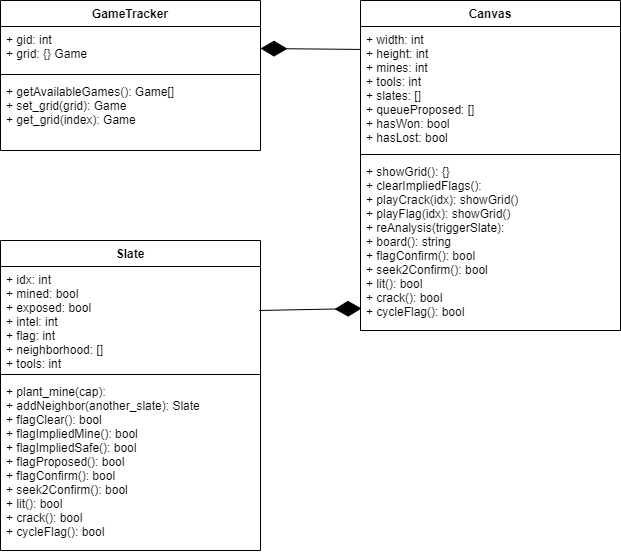 GameTracker
+ gid: int
+ grid: {} Game
+ getAvailableGames(): Game[]
+ set_grid(grid): Game
+ get_grid(index): Game
Canvas
+ width: int
+ height: int
+ mines: int
+ tools: int
+ slates: []
+ queueProposed: []
+ hasWon: bool
+ hasLost: bool
+ showGrid(): {}
+ clearImpliedFlags():
+ playCrack(idx): showGrid()
+ playFlag(idx): showGrid()
+ reAnalysis(triggerSlate):
+ board(): string
+ flagConfirm(): bool
+ seek2Confirm(): bool
+ lit(): bool
+ crack(): bool
+ cycleFlag(): bool
Slate
+ idx: int
+ mined: bool
+ exposed: bool
+ intel: int
+ flag: int
+ neighborhood: []
+ tools: int
+ plant_mine(cap):
+ addNeighbor(another_slate): Slate
+ flagClear(): bool
+ flagImpliedMine(): bool
+ flagImpliedSafe(): bool
+ flagProposed(): bool
+ flagConfirm(): bool
+ seek2Confirm(): bool
+ lit(): bool
+ crack(): bool
+ cycleFlag(): bool